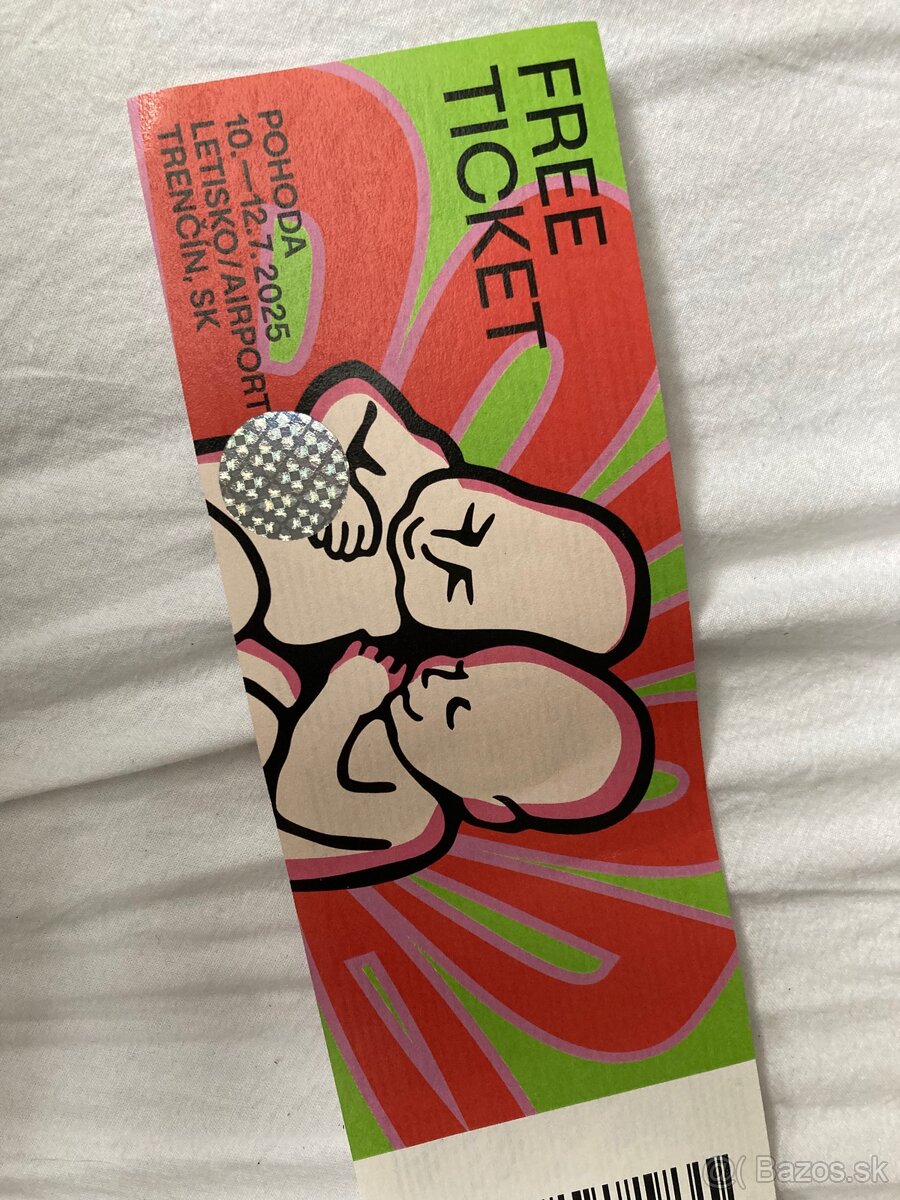 FREE
TICKET
POHODA
10.—12.7.2025
LETISKO/AIRPORT
TRENČÍN, SK
Bazos.sk